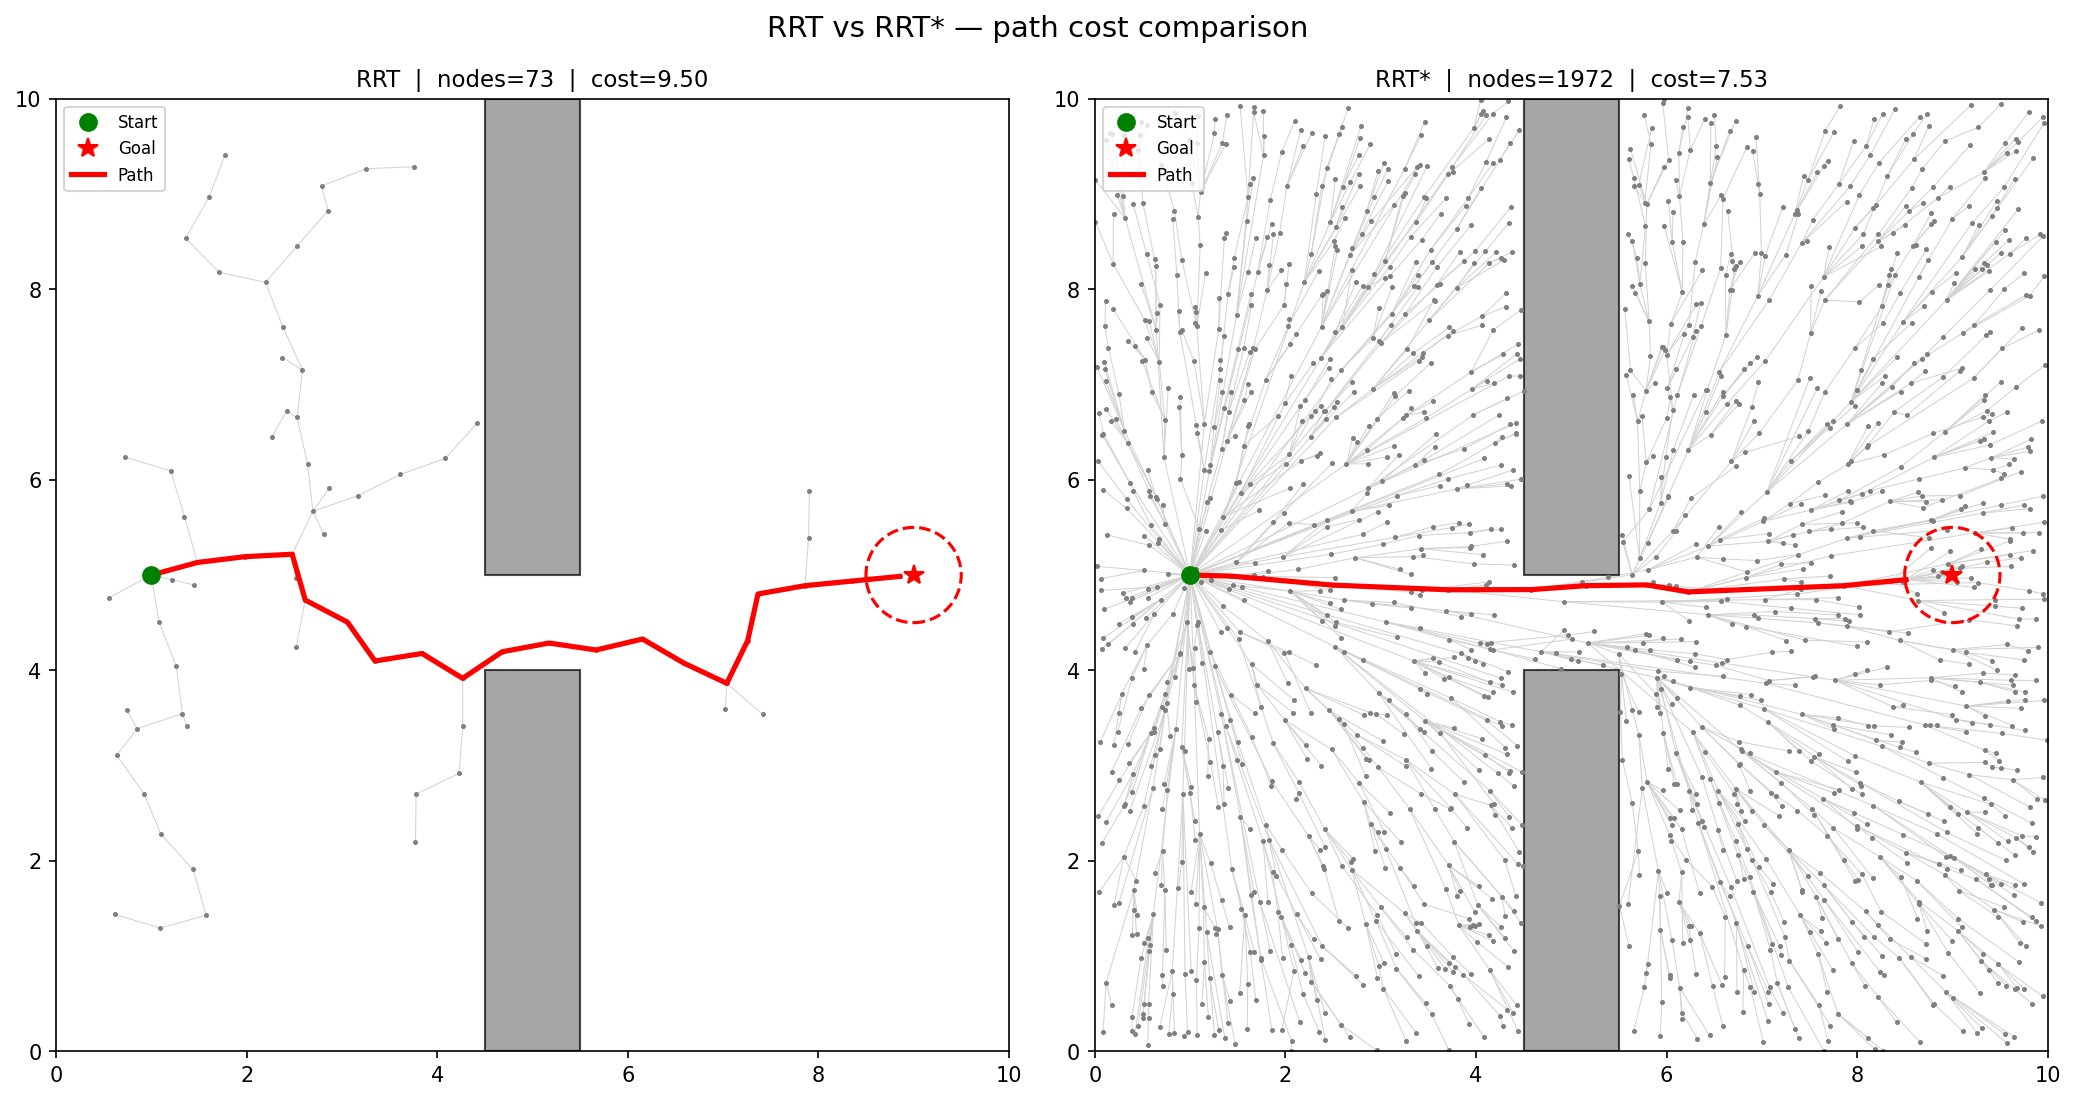 RRT vs RRT* — path cost comparison
RRT | nodes=73 | cost=9.50
10
8
6
4
2
0
0 2 4 6 8 10
Start
Goal
Path
RRT* | nodes=1972 | cost=7.53
10
8
6
4
2
0
0 2 4 6 8 10
Start
Goal
Path